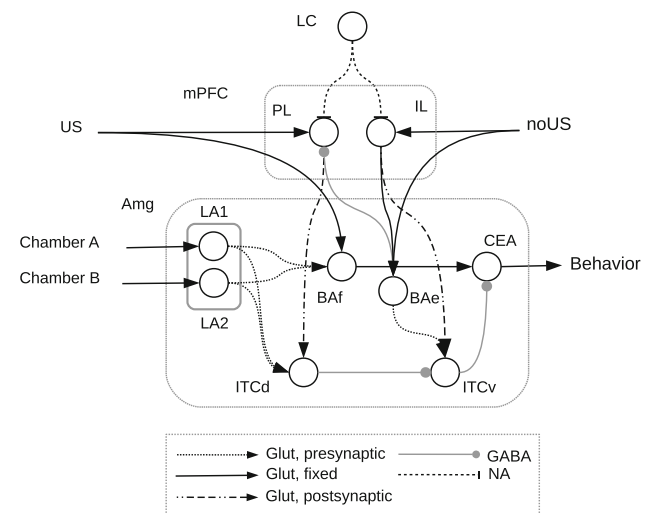 LC
mPFC
PL
IL
US
noUS
Amg
LA1
Chamber A
CEA
Chamber B
Behavior
BAf
BAe
LA2
ITCd
ITCv
Glut, presynaptic
GABA
Glut, fixed
NA
Glut, postsynaptic